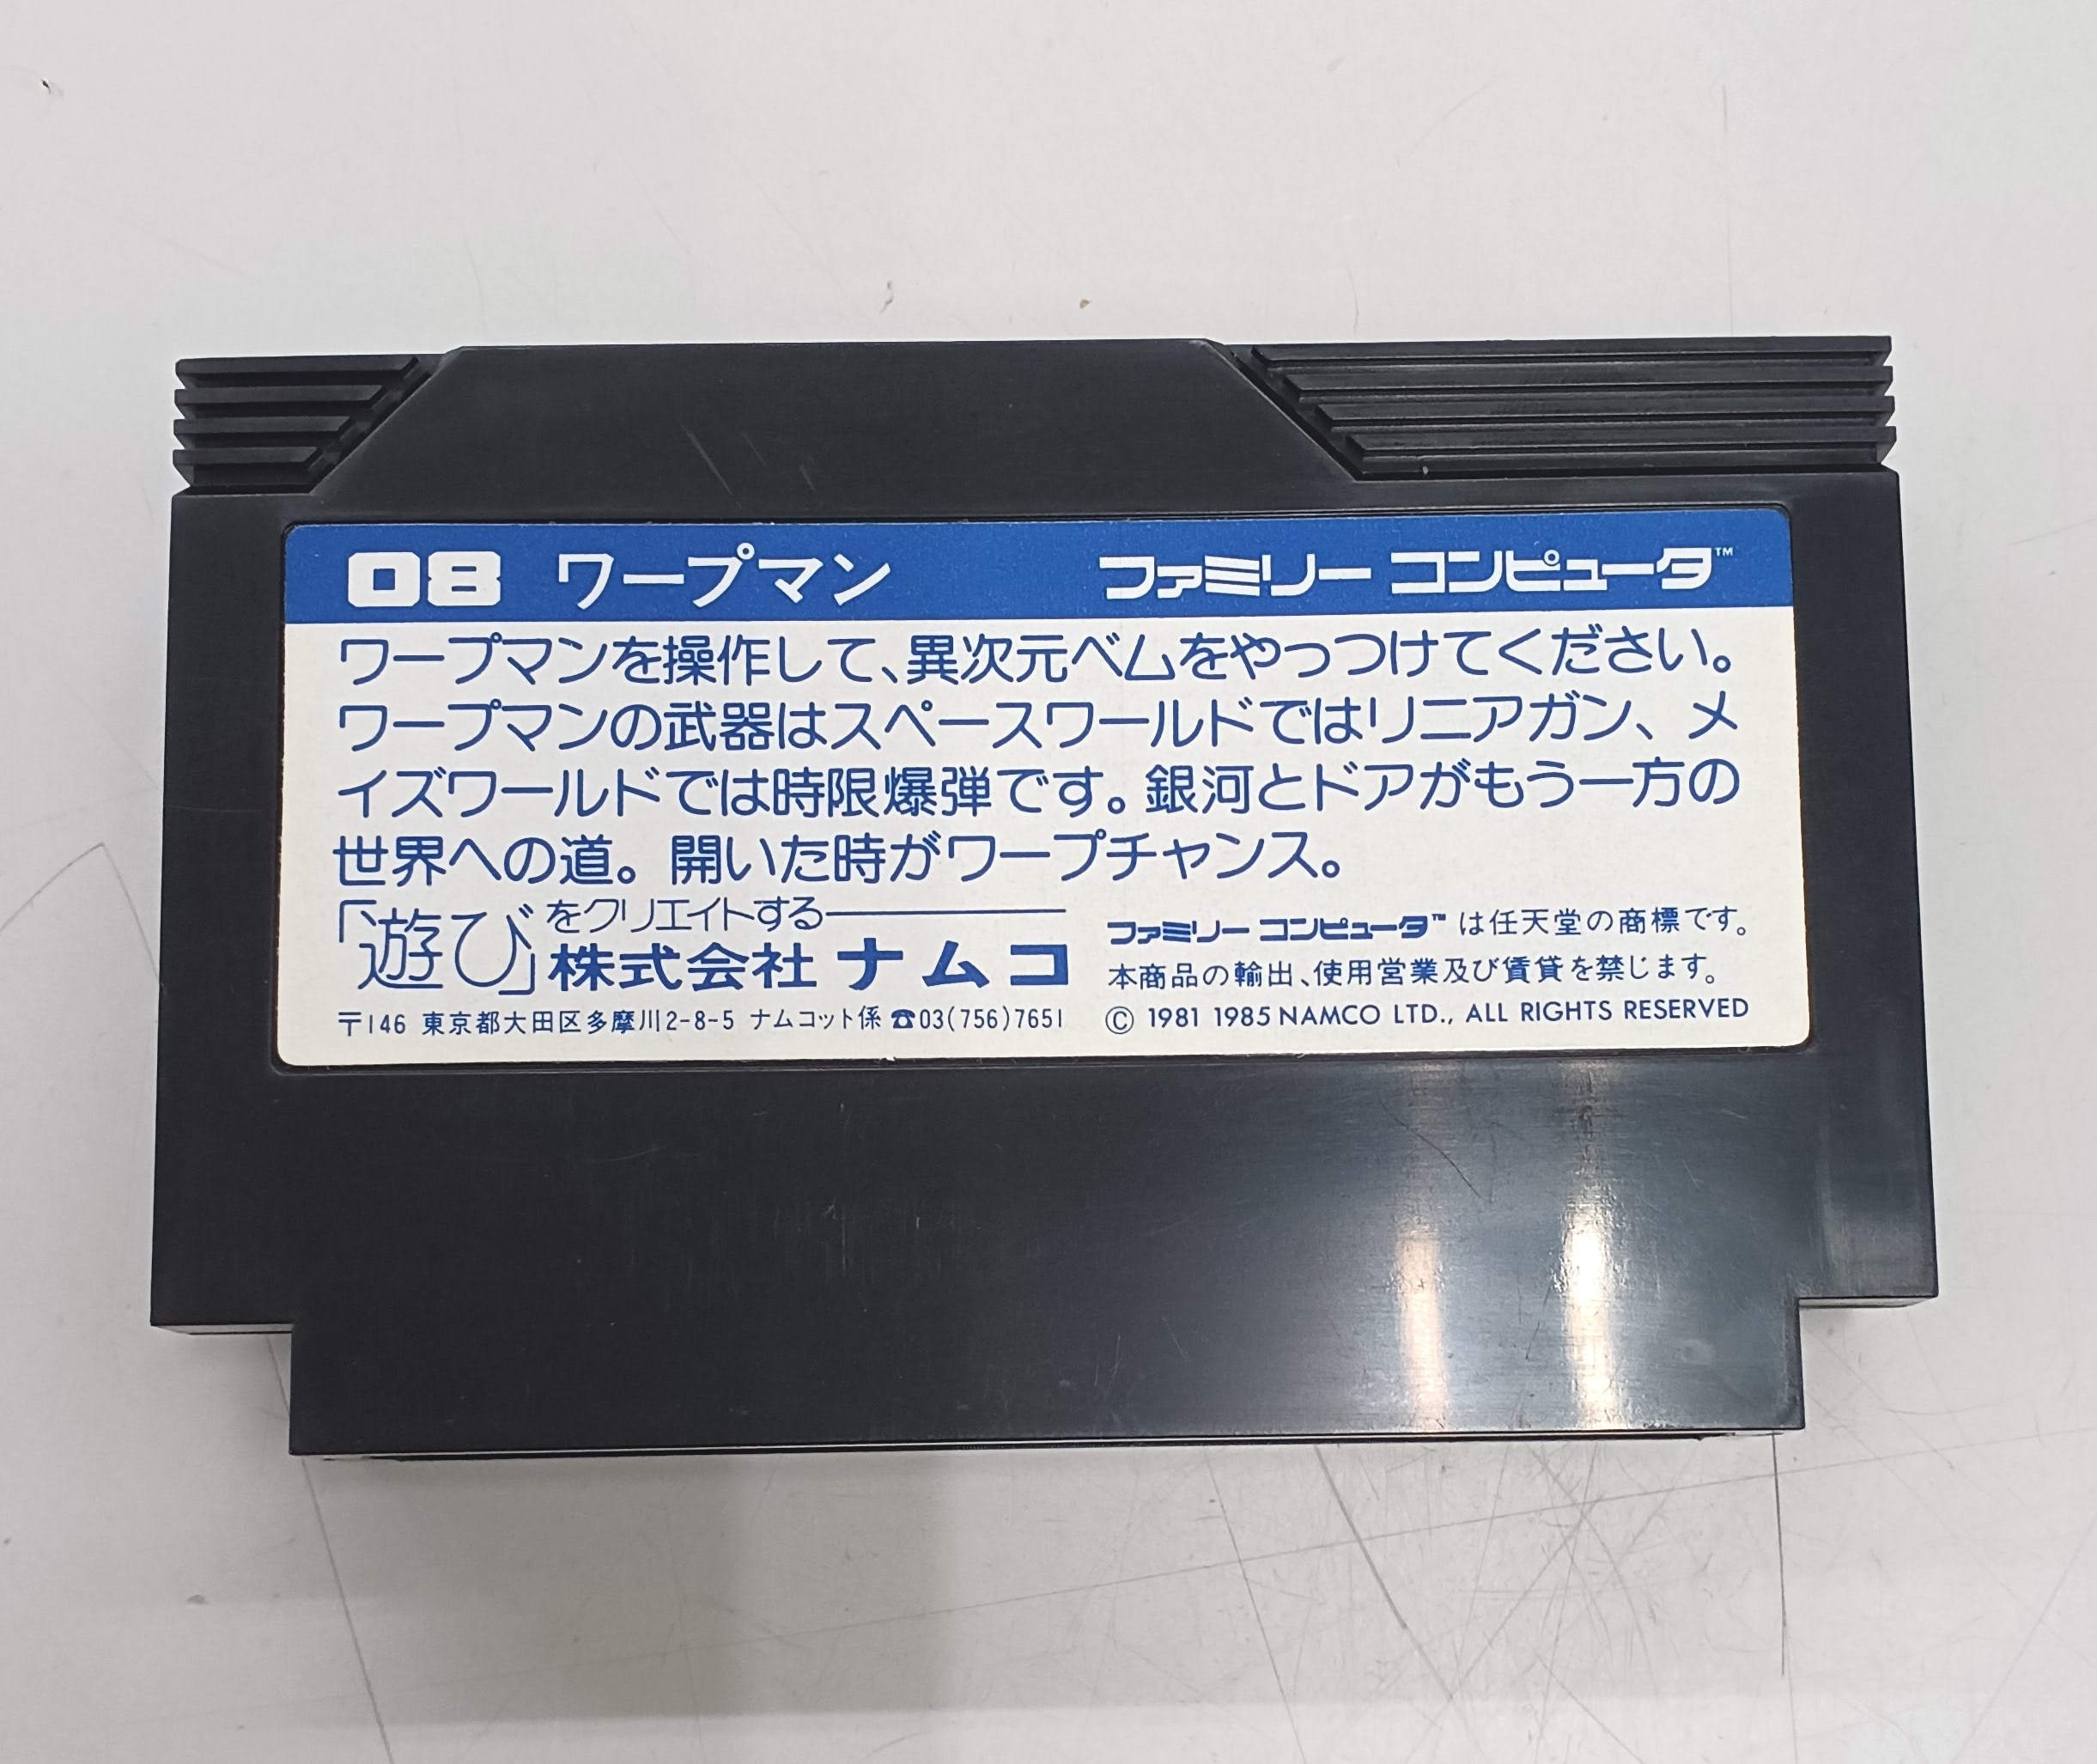 08 ワープマン ファミリー コンピュータ™
ワープマンを操作して、異次元ベムをやっつけてください。
ワープマンの武器はスペースワールドではリニアガン、メ
イズワールドでは時限爆弾です。銀河とドアがもう一方の
世界への道。開いた時がワープチャンス。
「遊び」をクリエイトする
株式会社 ナムコ
〒146 東京都大田区多摩川2-8-5 ナムコット係 ☎03(756)7651
ファミリー コンピュータ™は任天堂の商標です。
本商品の輸出、使用営業及び賃貸を禁じます。
© 1981 1985 NAMCO LTD., ALL RIGHTS RESERVED